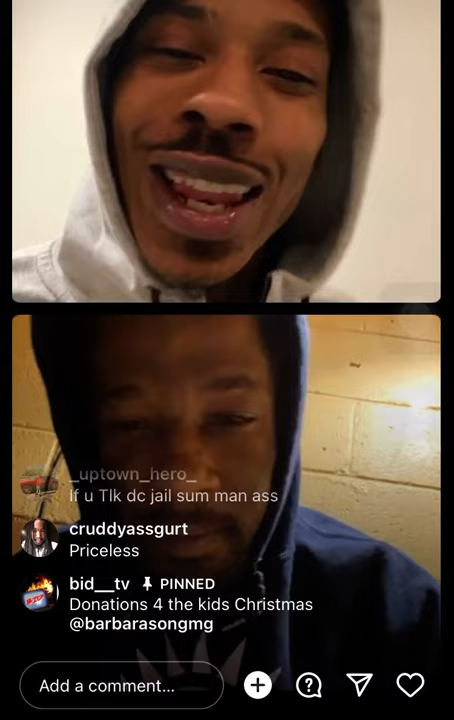 _uptown_hero_
If u Tlk dc jail sum man ass
cruddyassgurt
Priceless
bid__tv PINNED
Donations 4 the kids Christmas
@barbarasongmg
Add a comment...